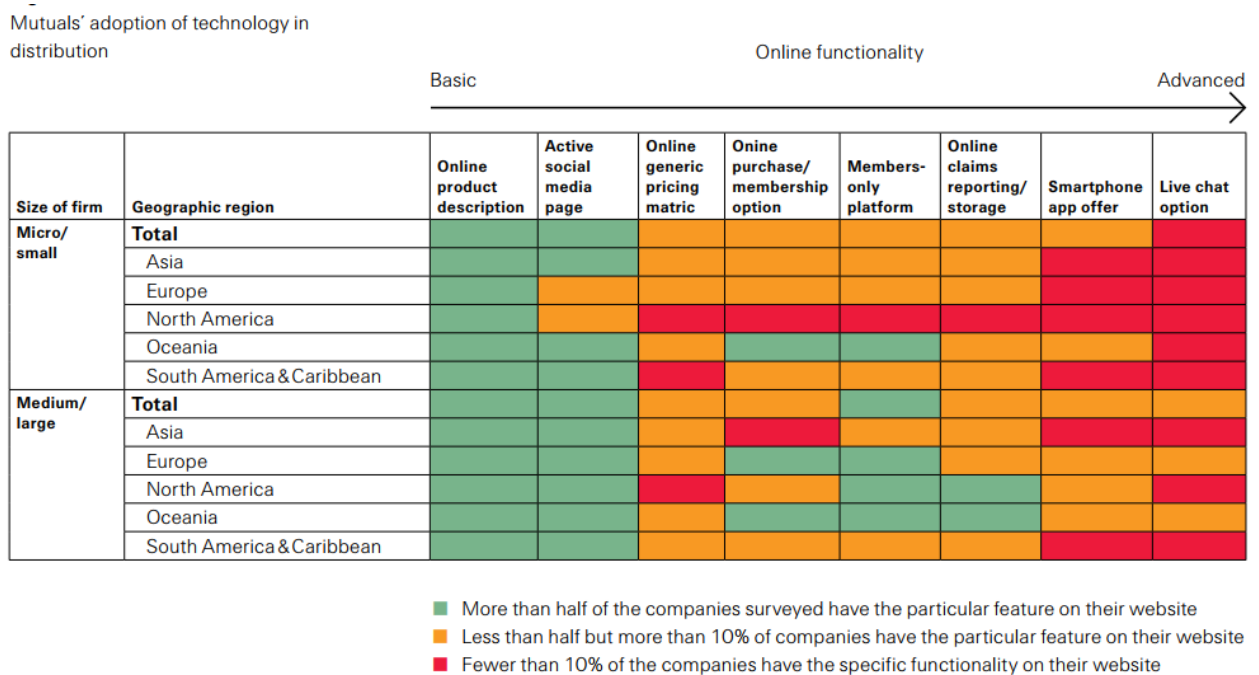 Mutuals´ adoption of technology in
distribution
Online functionality
Basic
Advanced
Size of firm
Geographic region
Online
product
description
Active
social
media
page
Online
generic
pricing
matric
Onine
purchase/
membership
option
Members-
only
platform
Online
claims
reporting/
storage
Smartphone
app offer
Live chat
option
Micro/
small
Total
Asia
Europe
North America
Oceania
South America & Caribbean
Medium/
large
Total
Asia
Europe
North America
Oceania
South America & Caribbean
More than half of the companies surveyed have the particular feature on their website
Less than half but more than 10% of companies have the particular feature on their website
Fewer than 10% of the companies have the specific functionality on their website